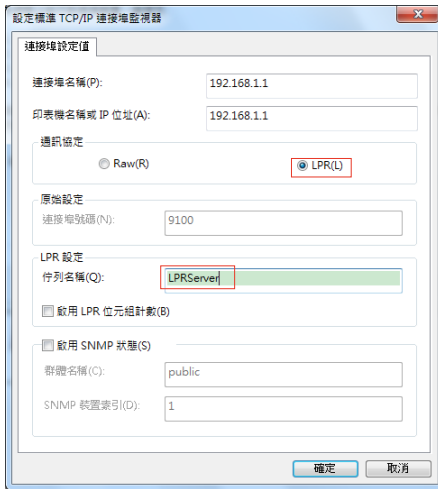 設定標準 TCP/IP 連接埠監視器
連接埠設定值
連接埠名稱(P): 192.168.1.1
印表機名稱或 IP 位址(A): 192.168.1.1
通訊協定
Raw(R) LPR(L)
原始設定
連接埠號碼(N): 9100
LPR 設定
佇列名稱(Q): LPRServer
啟用 LPR 位元組計數(B)
啟用 SNMP 狀態(S)
群體名稱(C): public
SNMP 裝置索引(D): 1
確定 取消